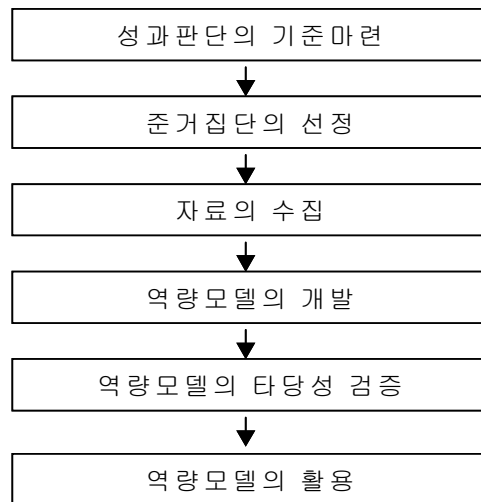 성과판단의 기준마련
준거집단의 선정
자료의 수집
역량모델의 개발
역량모델의 타당성 검증
역량모델의 활용